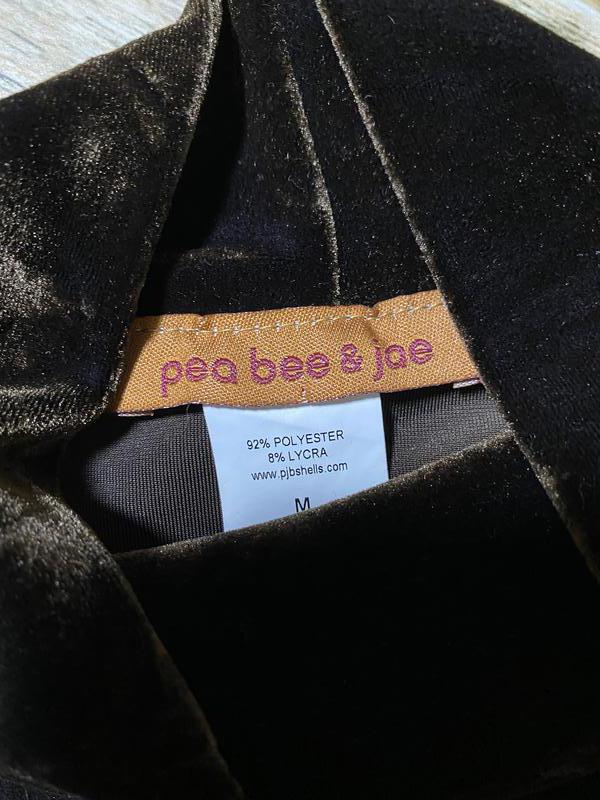 pea bee & jae
92% POLYESTER
8% LYCRA
www.pjbshells.com
M